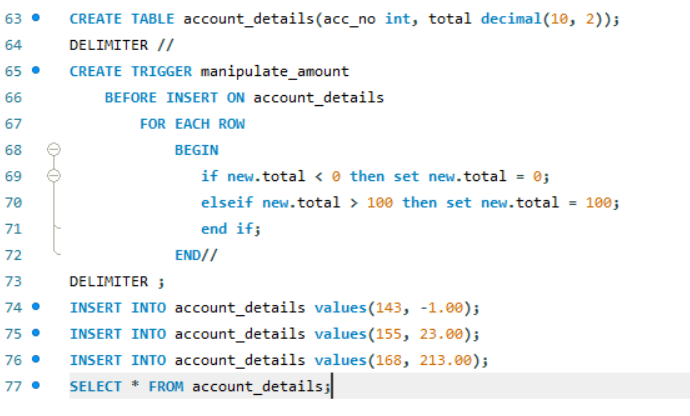 63 CREATE TABLE account_details(acc_no int, total decimal(10, 2));
64 DELIMITER //
65 CREATE TRIGGER manipulate_amount
66 BEFORE INSERT ON account_details
67 FOR EACH ROW
68 BEGIN
69 if new.total < 0 then set new.total = 0;
70 elseif new.total > 100 then set new.total = 100;
71 end if;
72 END//
73 DELIMITER ;
74 INSERT INTO account_details values(143, -1.00);
75 INSERT INTO account_details values(155, 23.00);
76 INSERT INTO account_details values(168, 213.00);
77 SELECT * FROM account_details;